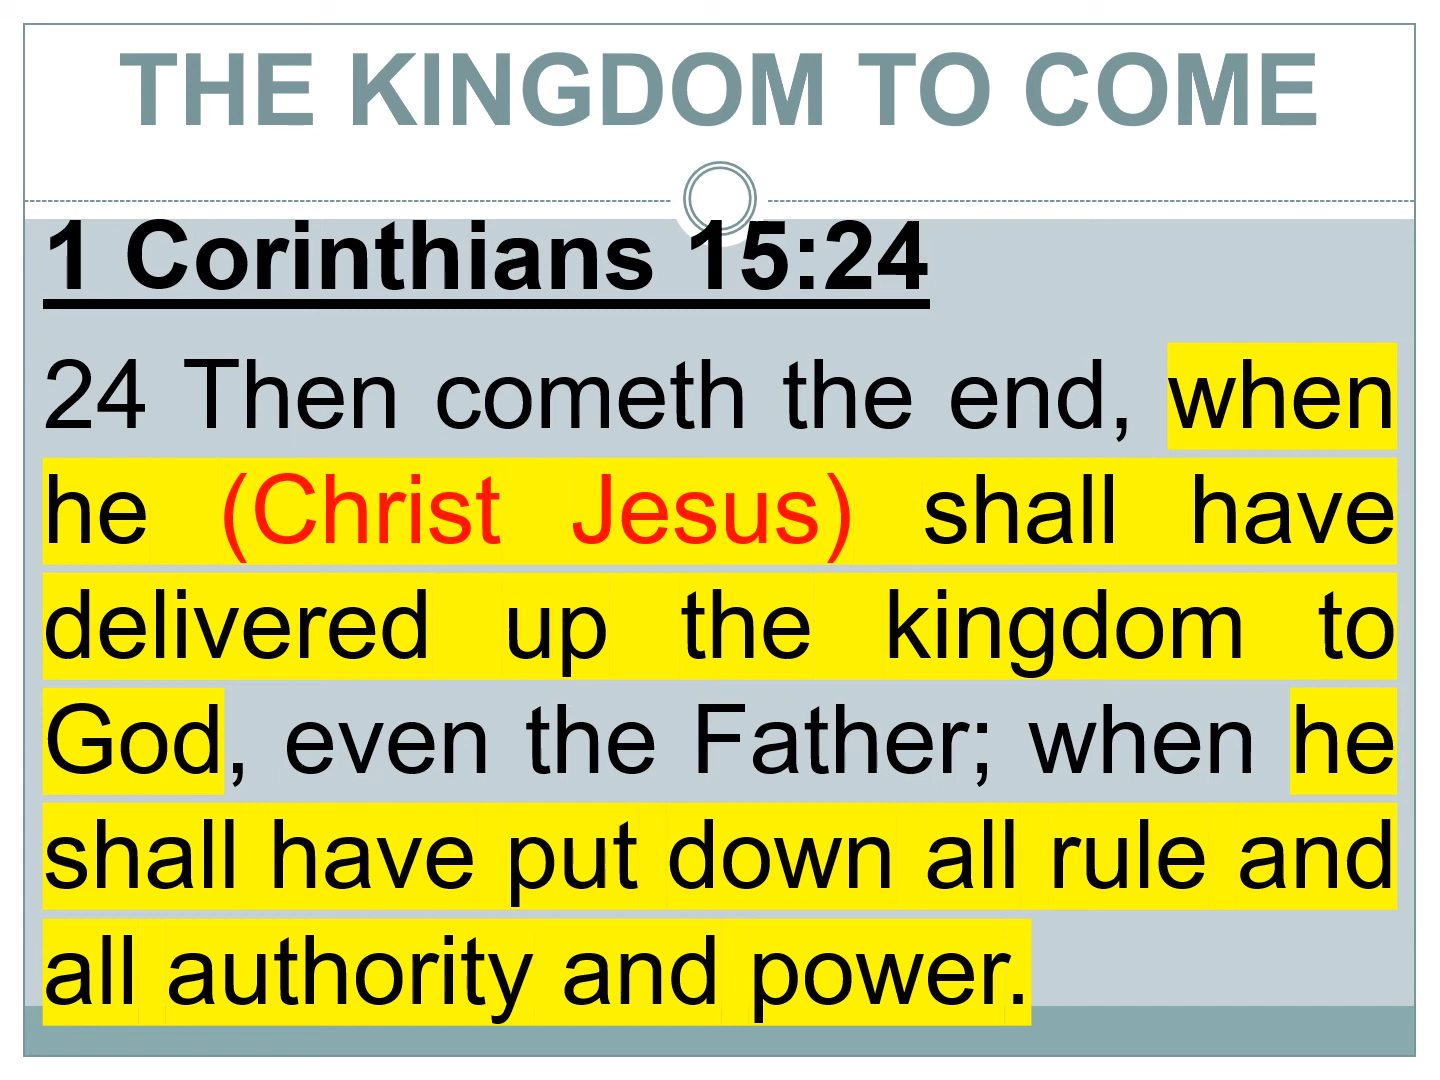 THE KINGDOM TO COME
1 Corinthians 15:24
24 Then cometh the end, when
he (Christ Jesus) shall have
delivered up the kingdom to
God, even the Father; when he
shall have put down all rule and
all authority and power.